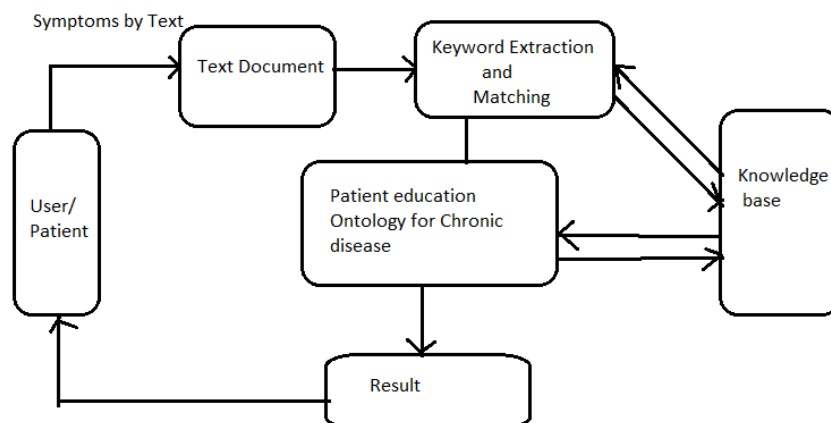 Symptoms by Text
Text Document
Keyword Extraction
and
Matching
User/
Patient
Patient education
Ontology for Chronic
disease
Knowledge
base
Result